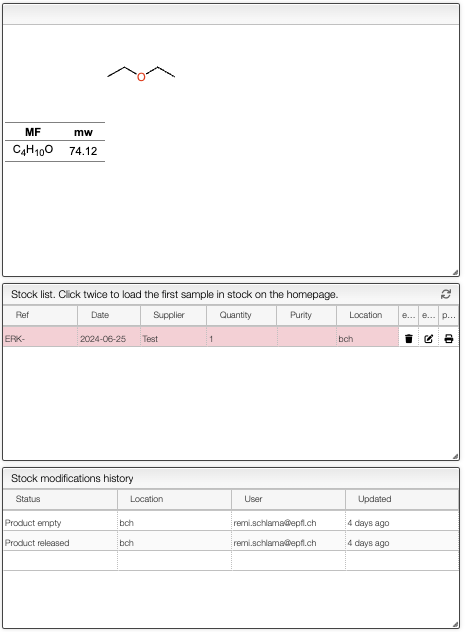 O
MF mw
C4H10O 74.12
Stock list. Click twice to load the first sample in stock on the homepage.
Ref Date Supplier Quantity Purity Location e... e... p...
ERK- 2024-06-25 Test 1 bch
Stock modifications history
Status Location User Updated
Product empty bch remi.schlama@epfl.ch 4 days ago
Product released bch remi.schlama@epfl.ch 4 days ago